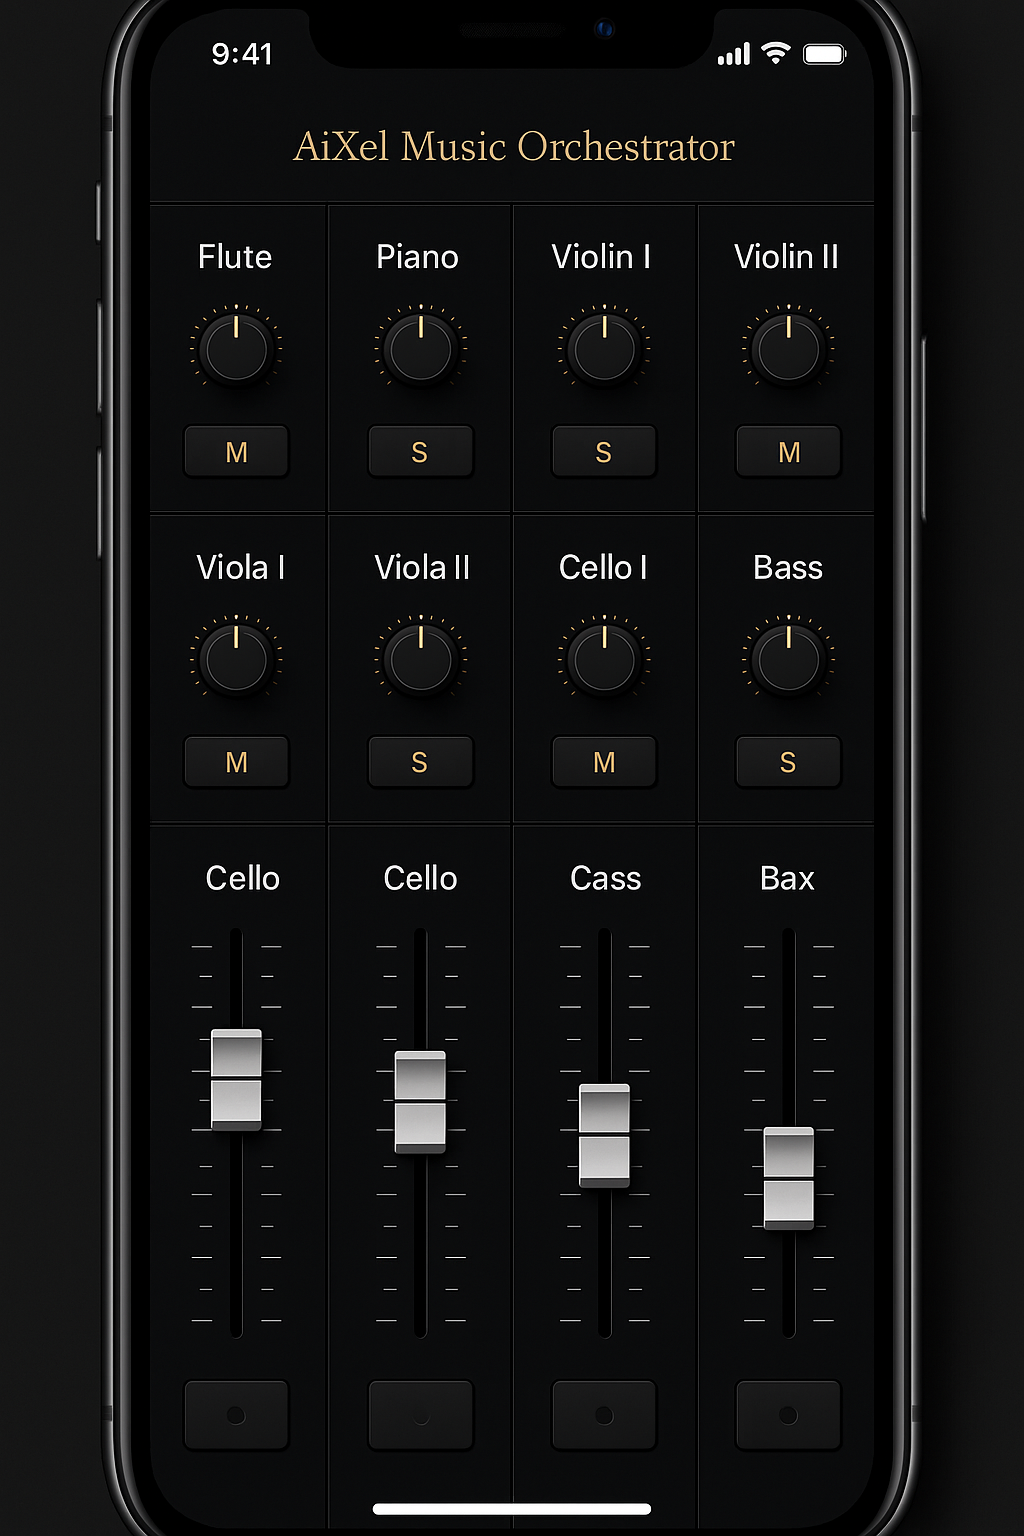 9:41
AiXel Music Orchestrator
Flute Piano Violin I Violin II
M S S M
Viola I Viola II Cello I Bass
M S M S
Cello Cello Cass Bax